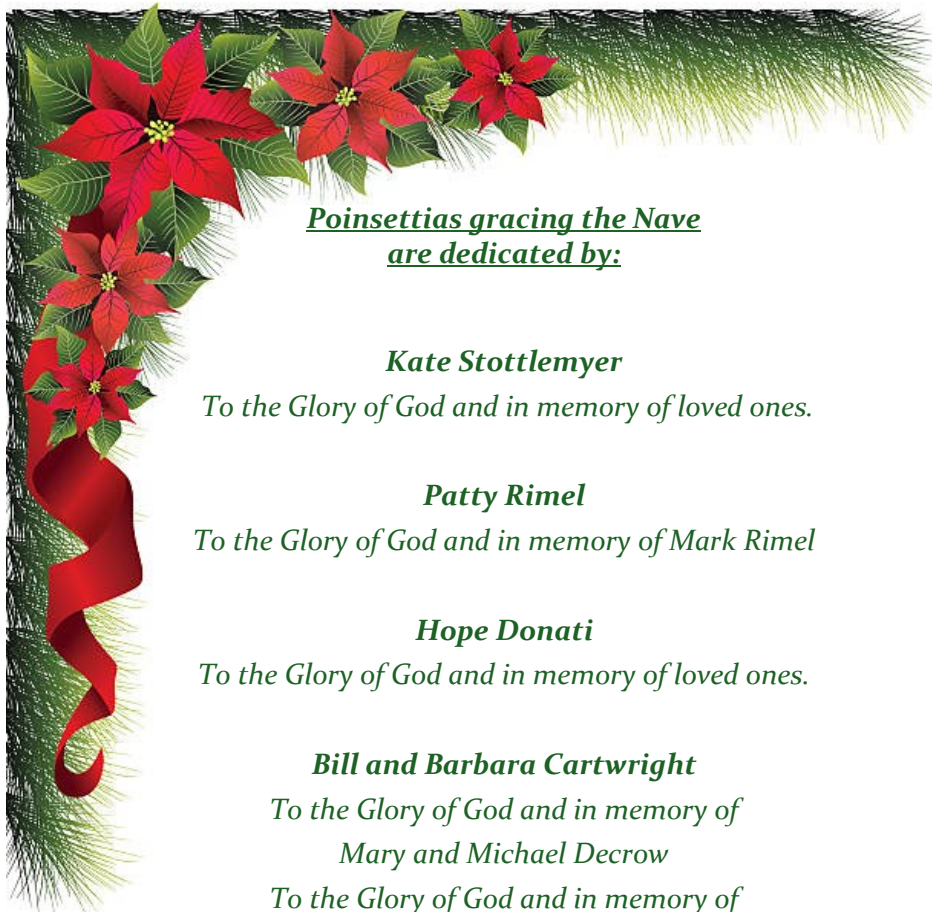 Poinsettias gracing the Nave
are dedicated by:
Kate Stottlemyer
To the Glory of God and in memory of loved ones.
Patty Rimel
To the Glory of God and in memory of Mark Rimel
Hope Donati
To the Glory of God and in memory of loved ones.
Bill and Barbara Cartwright
To the Glory of God and in memory of
Mary and Michael Decrow
To the Glory of God and in memory of